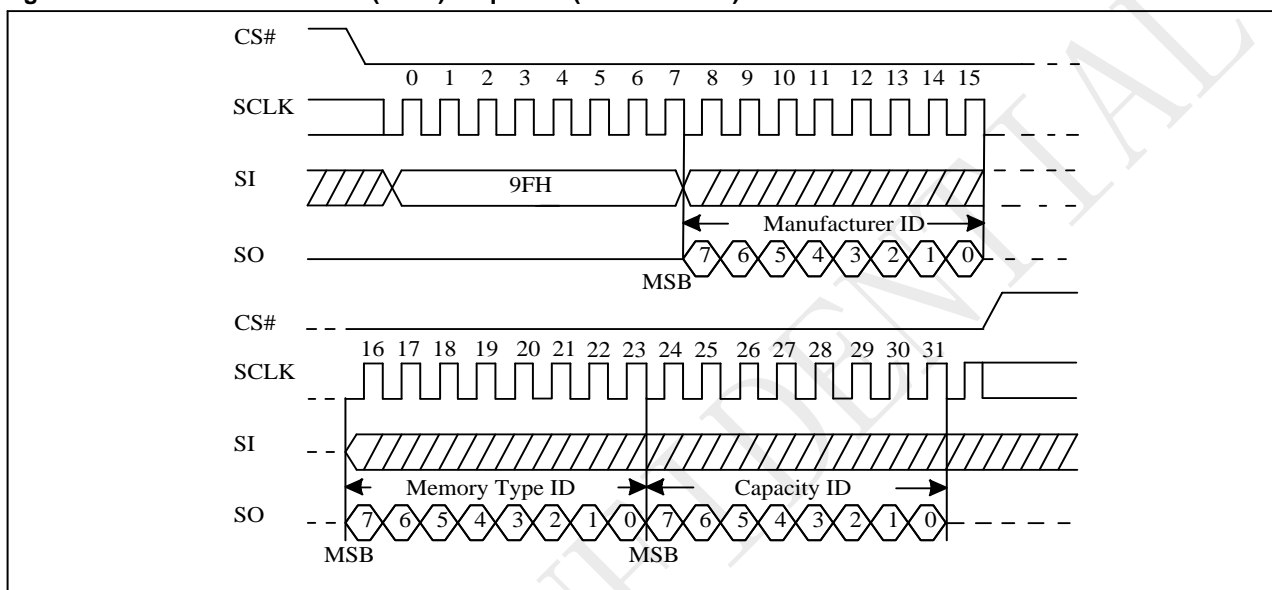 CS#
0 1 2 3 4 5 6 7 8 9 10 11 12 13 14 15
SCLK
SI
9FH
Manufacturer ID
SO
7 6 5 4 3 2 1 0
MSB
CS#
16 17 18 19 20 21 22 23 24 25 26 27 28 29 30 31
SCLK
SI
Memory Type ID Capacity ID
SO
7 6 5 4 3 2 1 0 7 6 5 4 3 2 1 0
MSB MSB